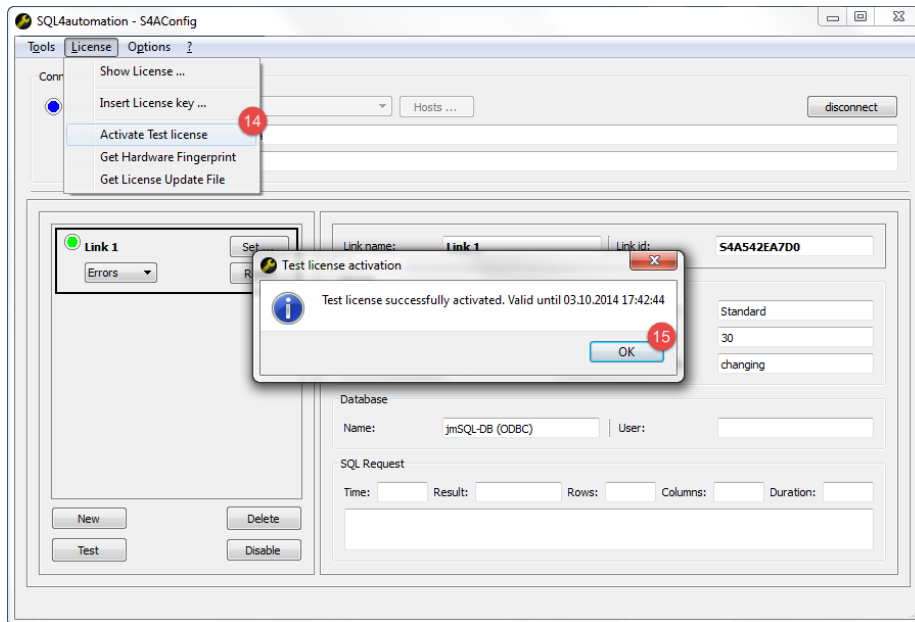 SQL4automation - S4AConfig
Tools License Options ?
Show License ...
Insert License key ...
Activate Test license
Get Hardware Fingerprint
Get License Update File
14
Conn
Hosts ...
disconnect
Link 1
Set ...
Errors
R
Link name: Link 1 Link id: S4A542EA7D0
Test license activation
Test license successfully activated. Valid until 03.10.2014 17:42:44
15
OK
Standard
30
changing
Database
Name: jmSQL-DB (ODBC) User:
SQL Request
Time: Result: Rows: Columns: Duration:
New Delete
Test Disable